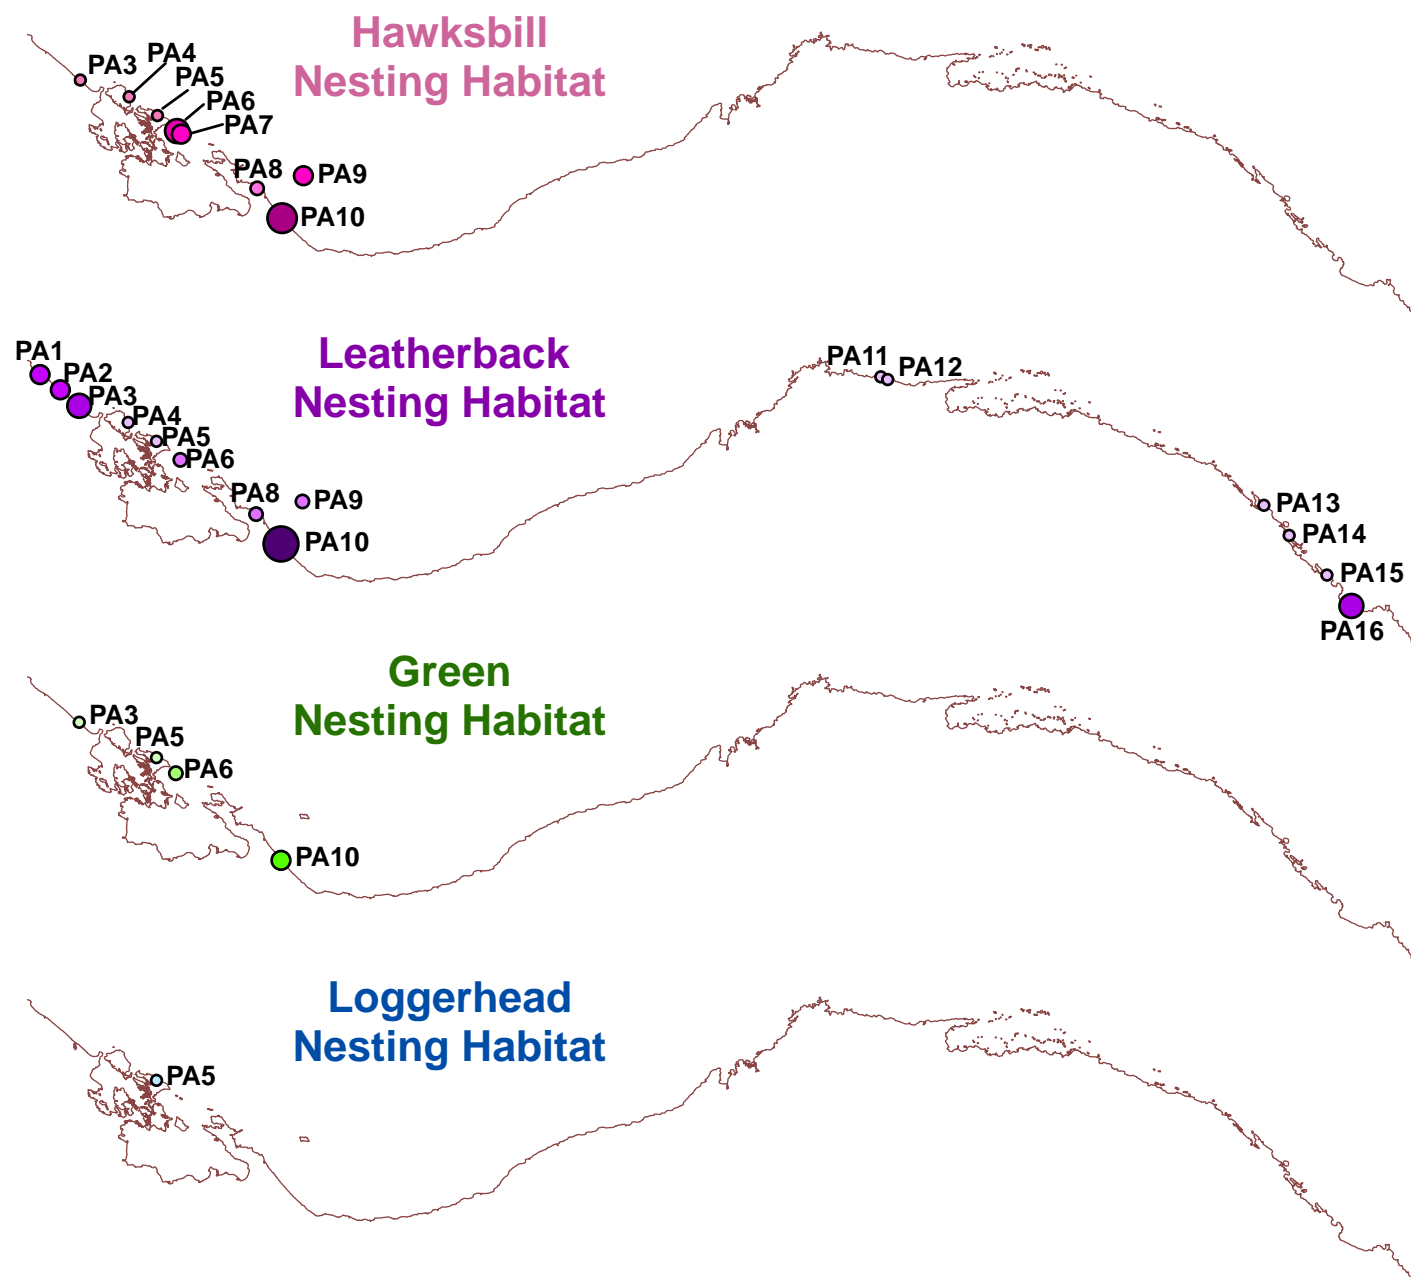 Hawksbill
Nesting Habitat
PA3
PA4
PA5
PA6
PA7
PA8
PA9
PA10
Leatherback
Nesting Habitat
PA1
PA2
PA3
PA4
PA5
PA6
PA8
PA9
PA10
PA11
PA12
PA13
PA14
PA15
PA16
Green
Nesting Habitat
PA3
PA5
PA6
PA10
Loggerhead
Nesting Habitat
PA5